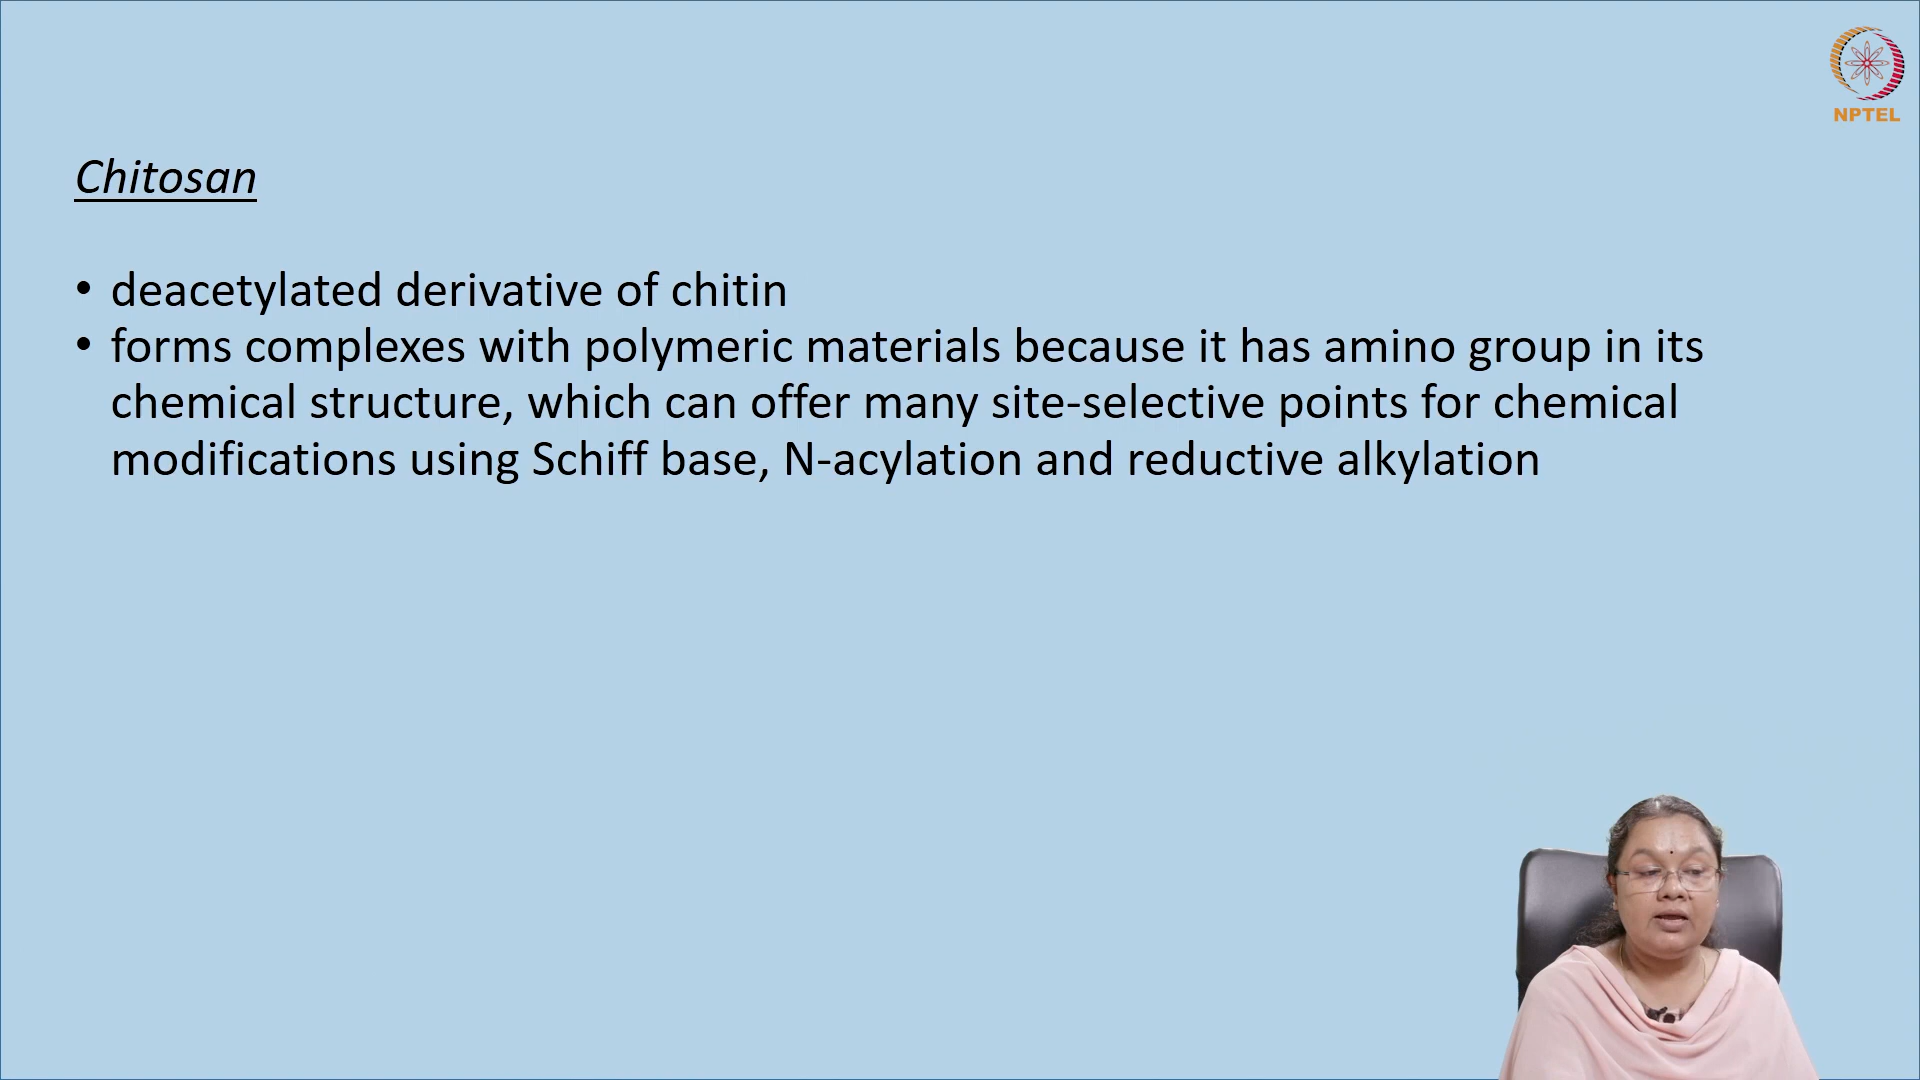 NPTEL
Chitosan
• deacetylated derivative of chitin
• forms complexes with polymeric materials because it has amino group in its
chemical structure, which can offer many site-selective points for chemical
modifications using Schiff base, N-acylation and reductive alkylation